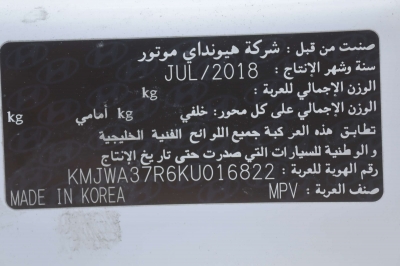 صنعت من قبل : شركة هيونداي موتور
سنة وشهر الإنتاج : JUL/2018
الوزن الإجمالي للعربة : kg
الوزن الإجمالي على كل محور: خلفي kg أمامي kg
تطابق هذه العركبة جميع اللوائح الفنية الخليجية
و الوطنية للسيارات التي صدرت حتى تاريخ الإنتاج
رقم الهوية للعربة : KMJWA37R6KU016822
صنف العربة : MPV MADE IN KOREA